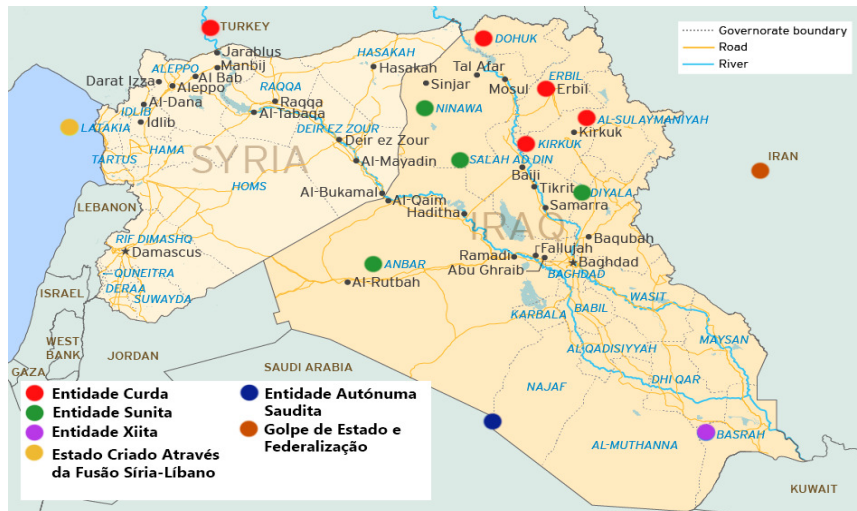 TURKEY
Governorate boundary
Road
River
DOHUK
Jarablus
Manbij
HASAKAH
ALEPPO
Al Bab
Hasakah
Tal Afar
ERBIL
Darat Izza
Aleppo
Sinjar
Mosul
Erbil
RAQQA
Al-Dana
Raqqa
NINAWA
AL-SULAYMANIYAH
IDLIB
Al-Tabaqa
Kirkuk
LATAKIA
Idlib
DEIR EZ ZOUR
Deir ez Zour
KIRKUK
HAMA
SYRIA
SALAH AD DIN
IRAN
TARTUS
Al-Mayadin
Baiji
HOMS
Tikrit
DIYALA
Al-Bukamal
Al-Qaim
Samarra
LEBANON
Haditha
IRAQ
RIF DIMASHQ
Baqubah
Damascus
Ramadi
Fallujah
ANBAR
Abu Ghraib
Baghdad
QUNEITRA
BAGHDAD
DERAA
Al-Rutbah
WASIT
ISRAEL
SUWAYDA
KARBALA
BABIL
WEST
BANK
MAYSAN
JORDAN
AL-QADISIYYAH
GAZA
SAUDI ARABIA
DHI QAR
NAJAF
Entidade Curda
Entidade Sunita
Entidade Xiita
Estado Criado Através
da Fusão Síria-Líbano
Entidade Autónuma
Saudita
Golpe de Estado e
Federalização
BASRAH
AL-MUTHANNA
KUWAIT